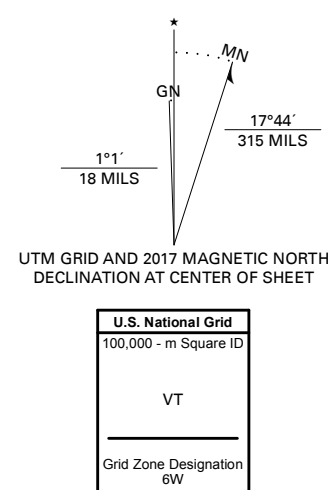 ★
MN
GN
17°44´
315 MILS
1°1´
18 MILS
UTM GRID AND 2017 MAGNETIC NORTH
DECLINATION AT CENTER OF SHEET
U.S. National Grid
100,000 - m Square ID
VT
Grid Zone Designation
6W